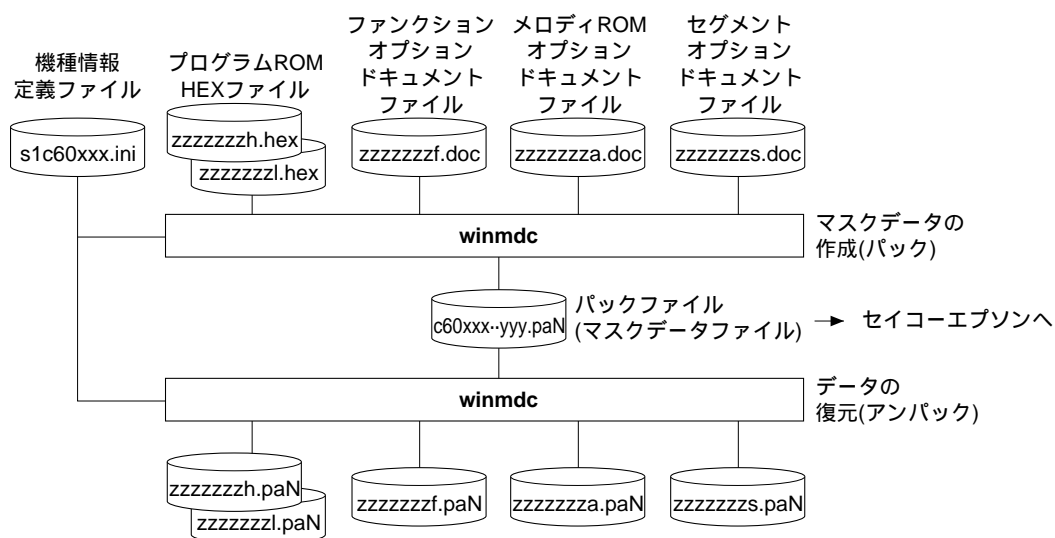 機種情報
定義ファイル
プログラムROM
HEXファイル
ファンクション
オプション
ドキュメント
ファイル
メロディROM
オプション
ドキュメント
ファイル
セグメント
オプション
ドキュメント
ファイル
s1c60xxx.ini
zzzzzzzh.hex
zzzzzzzl.hex
zzzzzzzf.doc
zzzzzzza.doc
zzzzzzzs.doc
winmdc
マスクデータの
作成(パック)
c60xxx··yyy.paN
パックファイル
(マスクデータファイル)
セイコーエプソンへ
winmdc
データの
復元(アンパック)
zzzzzzzh.paN
zzzzzzzl.paN
zzzzzzzf.paN
zzzzzzza.paN
zzzzzzzs.paN